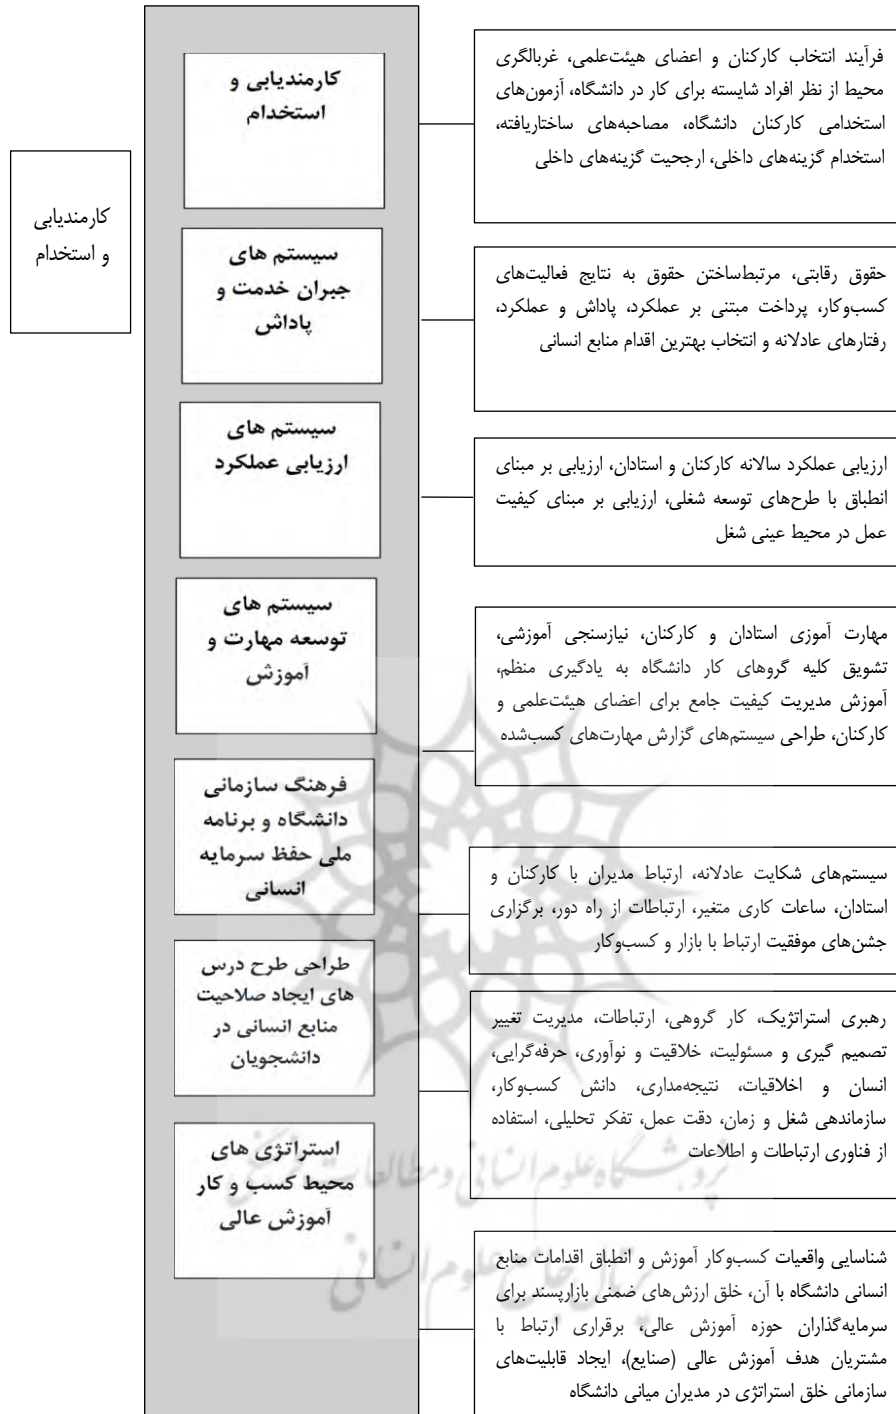 کارمندیابی
و استخدام
کارمندیابی و
استخدام
فرآیند انتخاب کارکنان و اعضای هیئت‌علمی، غربالگری
محیط از نظر افراد شایسته برای کار در دانشگاه، آزمون‌های
استخدامی کارکنان دانشگاه، مصاحبه‌های ساختاریافته،
استخدام گزینه‌های داخلی، ارجحیت گزینه‌های داخلی
سیستم های
جبران خدمت و
پاداش
حقوق رقابتی، مرتبط‌ساختن حقوق به نتایج فعالیت‌های
کسب‌وکار، پرداخت مبتنی بر عملکرد، پاداش و عملکرد،
رفتارهای عادلانه و انتخاب بهترین اقدام منابع انسانی
سیستم های
ارزیابی عملکرد
ارزیابی عملکرد سالانه کارکنان و استادان، ارزیابی بر مبنای
انطباق با طرح‌های توسعه شغلی، ارزیابی بر مبنای کیفیت
عمل در محیط عینی شغل
سیستم های
توسعه مهارت و
آموزش
مهارت آموزی استادان و کارکنان، نیازسنجی آموزشی،
تشویق کلیه گروهای کار دانشگاه به یادگیری منظم،
آموزش مدیریت کیفیت جامع برای اعضای هیئت‌علمی و
کارکنان، طراحی سیستم‌های گزارش مهارت‌های کسب‌شده
فرهنگ سازمانی
دانشگاه و برنامه
ملی حفظ سرمایه
انسانی
سیستم‌های شکایت عادلانه، ارتباط مدیران با کارکنان و
استادان، ساعات کاری متغیر، ارتباطات از راه دور، برگزاری
جشن‌های موفقیت ارتباط با بازار و کسب‌وکار
طراحی طرح درس
های ایجاد صلاحیت
منابع انسانی در
دانشجویان
رهبری استراتژیک، کار گروهی، ارتباطات، مدیریت تغییر
تصمیم گیری و مسئولیت، خلاقیت و نوآوری، حرفه‌گرایی،
انسان و اخلاقیات، نتیجه‌مداری، دانش کسب‌وکار،
سازماندهی شغل و زمان، دقت عمل، تفکر تحلیلی، استفاده
از فناوری ارتباطات و اطلاعات
استراتژی های
محیط کسب و کار
آموزش عالی
شناسایی واقعیات کسب‌وکار آموزش و انطباق اقدامات منابع
انسانی دانشگاه با آن، خلق ارزش‌های ضمنی بازارپسند برای
سرمایه‌گذاران حوزه آموزش عالی، برقراری ارتباط با
مشتریان هدف آموزش عالی (صنایع)، ایجاد قابلیت‌های
سازمانی خلق استراتژی در مدیران میانی دانشگاه
پژوهشگاه علوم انسانی و مطالعات فرهنگی
پرتال جامع علوم انسانی